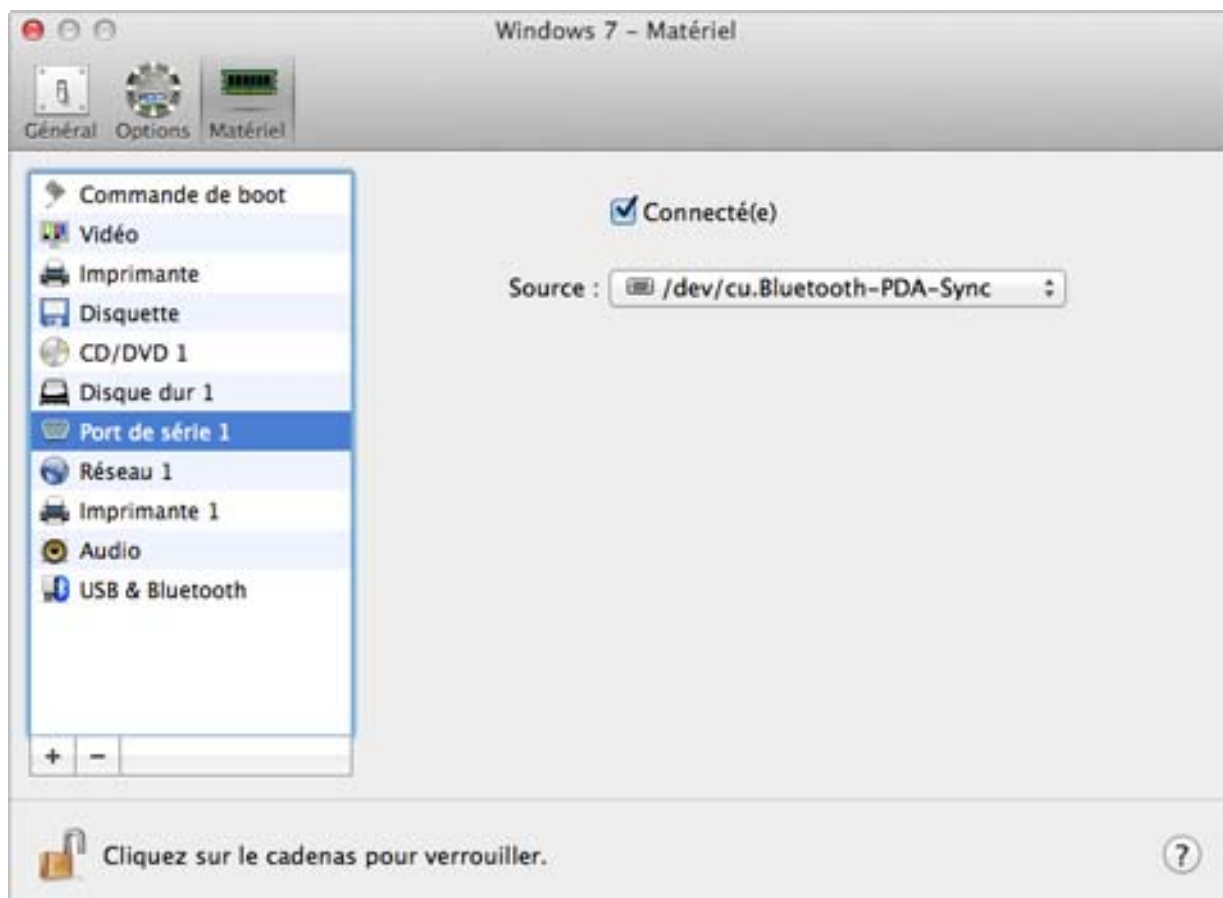 Windows 7 – Matériel
Général Options Matériel
Commande de boot
Vidéo
Imprimante
Disquette
CD/DVD 1
Disque dur 1
Port de série 1
Réseau 1
Imprimante 1
Audio
USB & Bluetooth
+ −
Connecté(e)
Source : /dev/cu.Bluetooth-PDA-Sync
Cliquez sur le cadenas pour verrouiller.
?